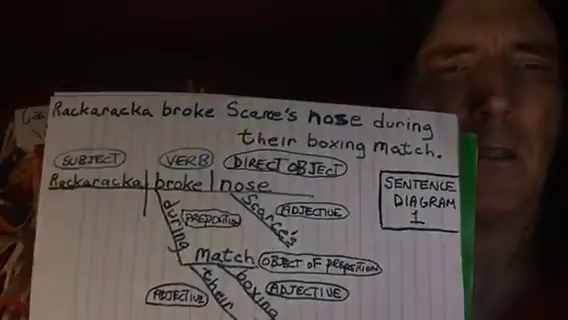 Rackaracka broke Scarce's nose during
their boxing match.
SUBJECT VERB DIRECT OBJECT
Rackaracka broke nose
SENTENCE
DIAGRAM
1
Scarce's ADJECTIVE
during PREPOSITION
match OBJECT OF PREPOSITION
ADJECTIVE their boxing ADJECTIVE